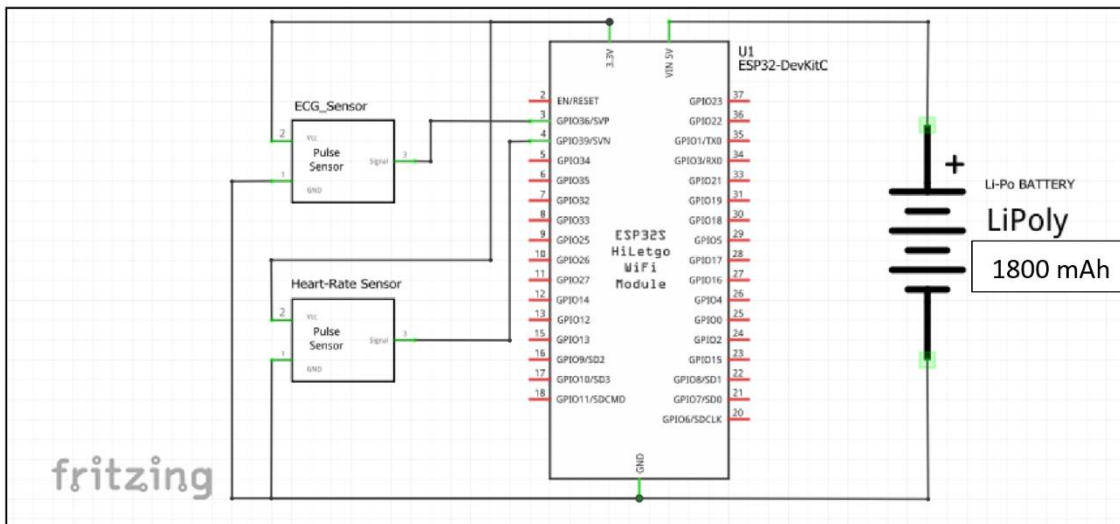 3.3V
VIN 5V
U1
ESP32-DevKitC
ECG_Sensor
2
Vcc
Pulse
Sensor
Signal
3
1
GND
Heart-Rate Sensor
2
Vcc
Pulse
Sensor
Signal
3
1
GND
2 EN/RESET
3 GPIO36/SVP
4 GPIO39/SVN
5 GPIO34
6 GPIO35
7 GPIO32
8 GPIO33
9 GPIO25
10 GPIO26
11 GPIO27
12 GPIO14
13 GPIO12
15 GPIO13
16 GPIO9/SD2
17 GPIO10/SD3
18 GPIO11/SDCMD
ESP32S
HiLetgo
WiFi
Module
GPIO23 37
GPIO22 36
GPIO1/TX0 35
GPIO3/RX0 34
GPIO21 33
GPIO19 31
GPIO18 30
GPIO5 29
GPIO17 28
GPIO16 27
GPIO4 26
GPIO0 25
GPIO2 24
GPIO15 23
GPIO8/SD1 22
GPIO7/SD0 21
GPIO6/SDCLK 20
GND
+
Li-Po BATTERY
LiPoly
1800 mAh
fritzing